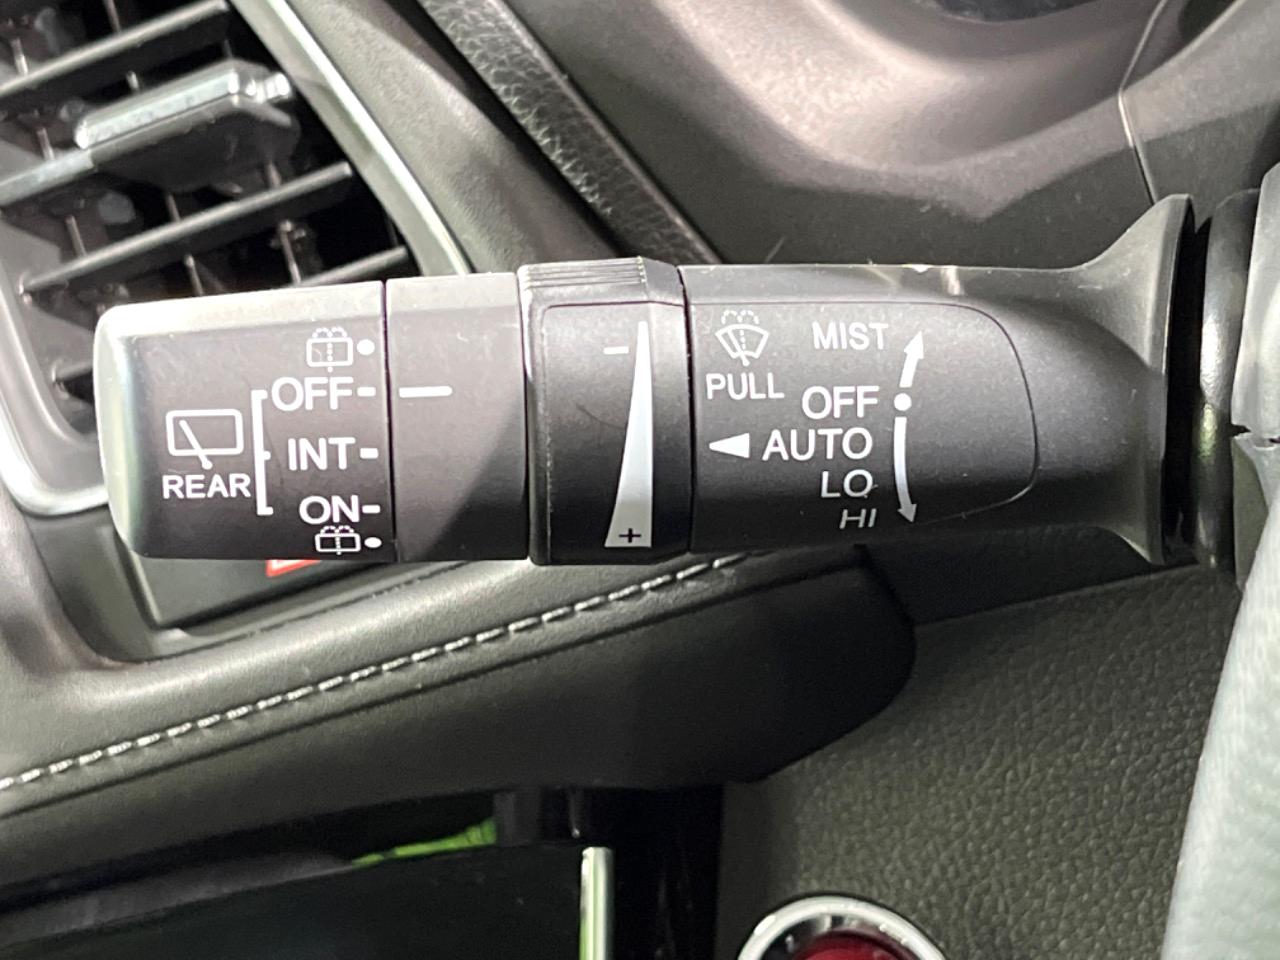 OFF-
INT-
ON-
REAR
-
+
PULL
MIST
OFF
AUTO
LO
HI